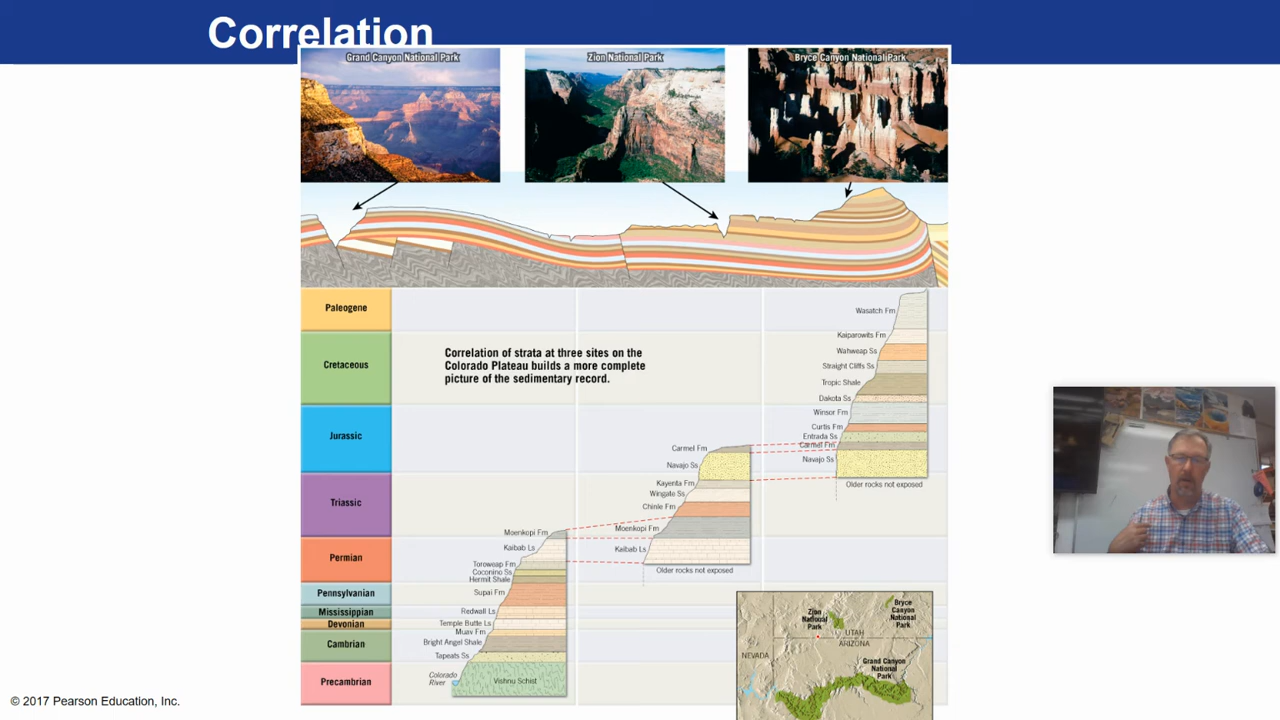 Correlation
Grand Canyon National Park
Zion National Park
Bryce Canyon National Park
Paleogene
Cretaceous
Jurassic
Triassic
Permian
Pennsylvanian
Mississippian
Devonian
Cambrian
Precambrian
Correlation of strata at three sites on the
Colorado Plateau builds a more complete
picture of the sedimentary record.
Moenkopi Fm
Kaibab Ls
Toroweap Fm
Coconino Ss
Hermit Shale
Supai Fm
Redwall Ls
Temple Butte Ls
Muav Fm
Bright Angel Shale
Tapeats Ss
Colorado
River
Vishnu Schist
Carmel Fm
Navajo Ss
Kayenta Fm
Wingate Ss
Chinle Fm
Moenkopi Fm
Kaibab Ls
Older rocks not exposed
Wasatch Fm
Kaiparowits Fm
Wahweap Ss
Straight Cliffs Ss
Tropic Shale
Dakota Ss
Winsor Fm
Curtis Fm
Entrada Ss
Carmel Fm
Navajo Ss
Older rocks not exposed
Zion
National
Park
Bryce
Canyon
National
Park
UTAH
ARIZONA
NEVADA
Grand Canyon
National
Park
© 2017 Pearson Education, Inc.